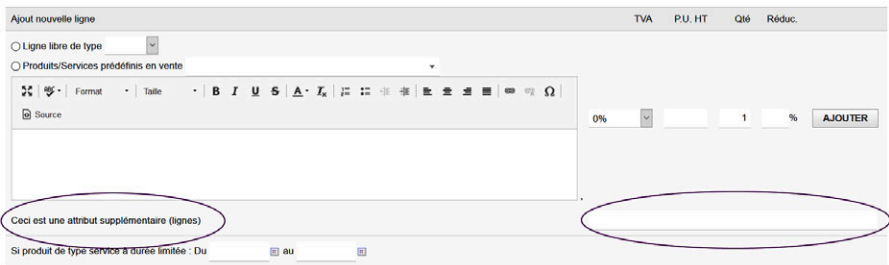 Ajout nouvelle ligne TVA P.U. HT Qté Réduc.
Ligne libre de type
Produits/Services prédéfinis en vente
Format Taille B I U S A Ix Ω
Source
0% 1 % AJOUTER
Ceci est une attribut supplémentaire (lignes)
Si produit de type service à durée limitée : Du au